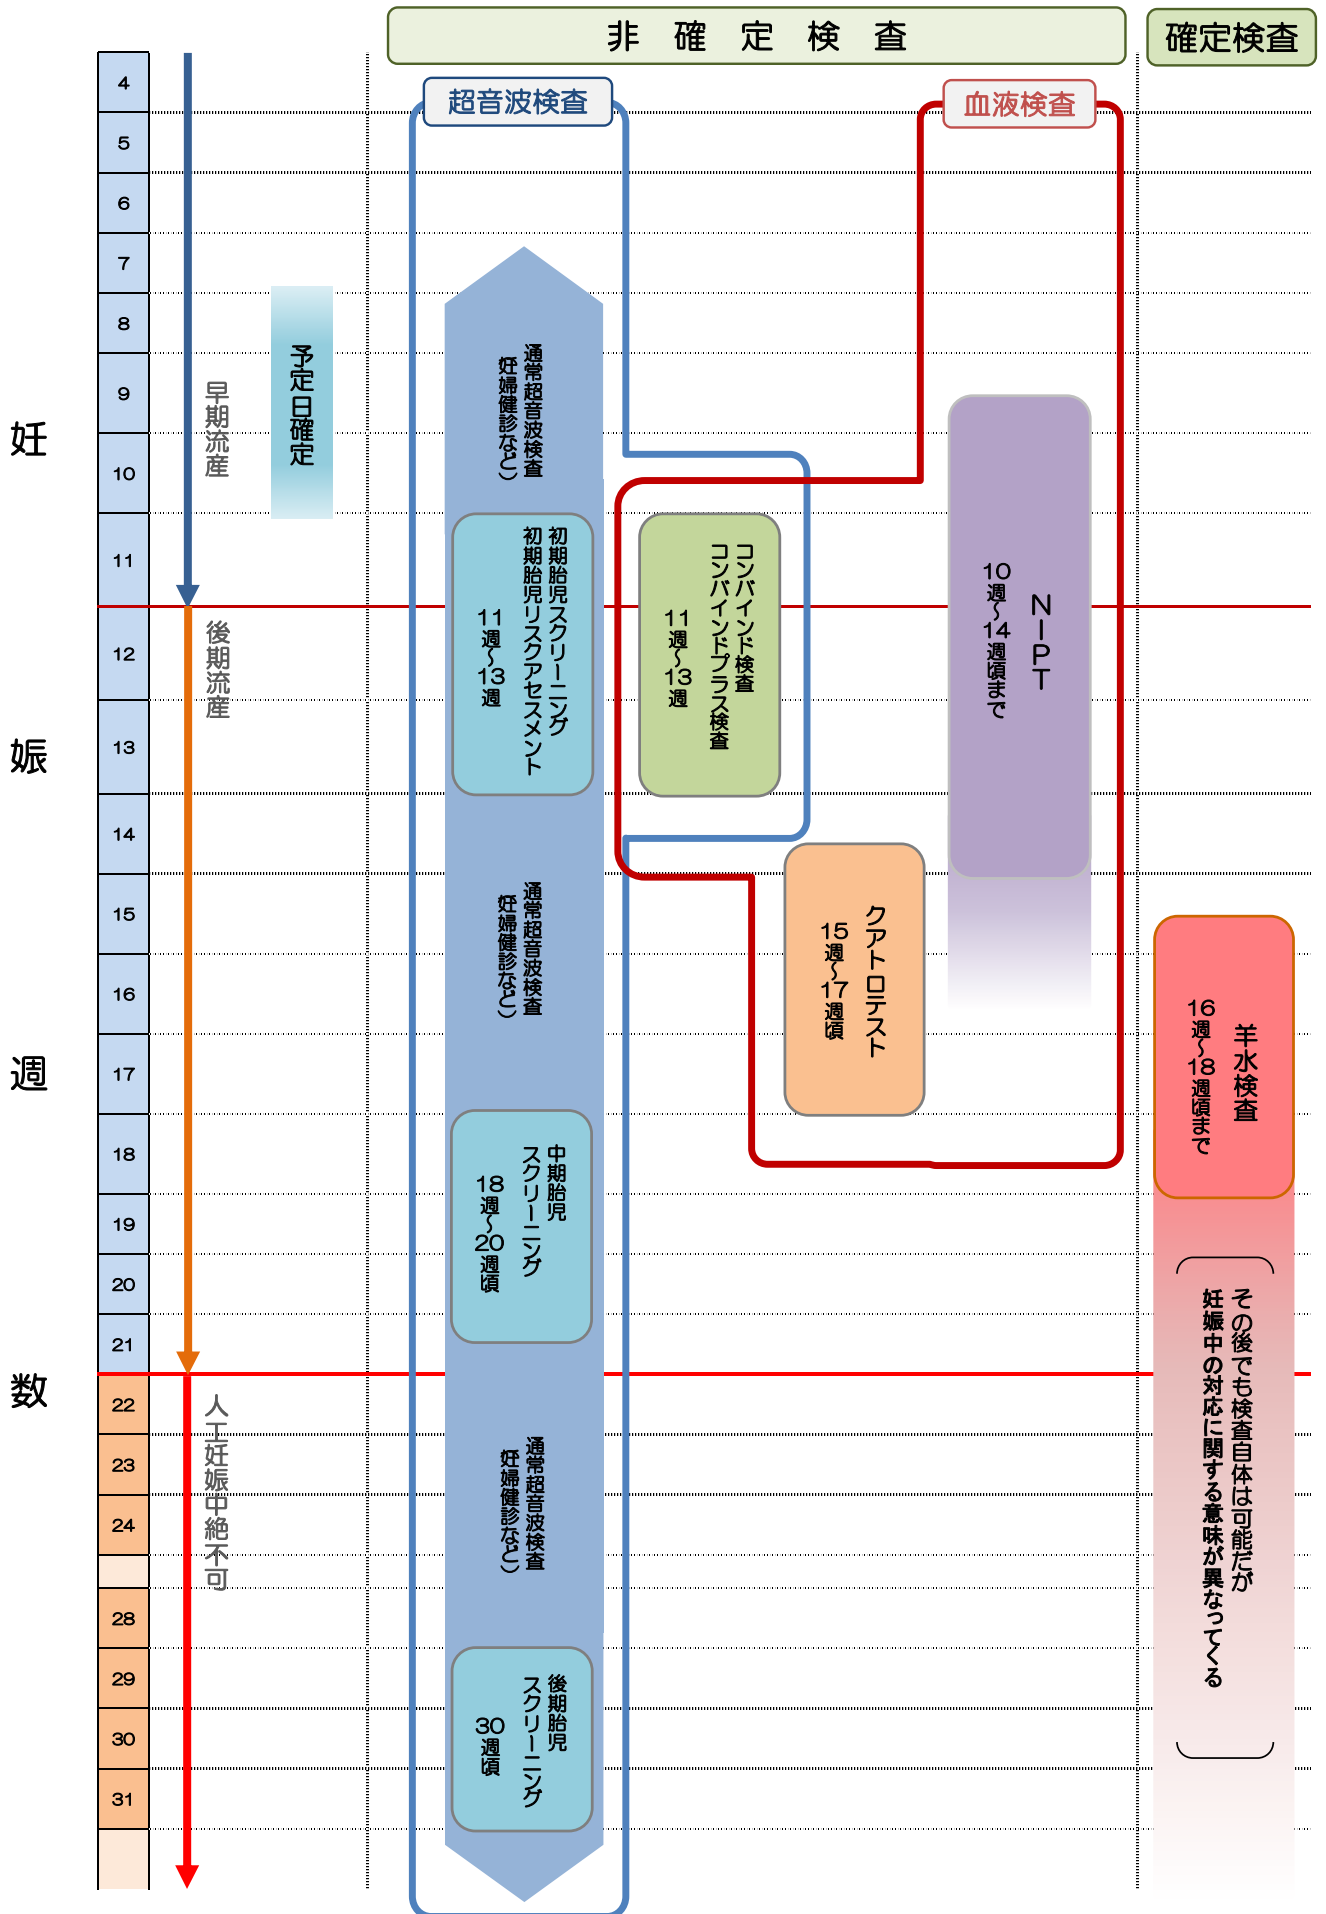 非確定検査
確定検査
超音波検査
血液検査
妊娠週数
4
5
6
7
8
9
10
11
12
13
14
15
16
17
18
19
20
21
22
23
24
28
29
30
31
早期流産
後期流産
人工妊娠中絶不可
予定日確定
通常超音波検査
妊婦健診など)
初期胎児スクリーニング
初期胎児リスクアセスメント
11週~13週
通常超音波検査
妊婦健診など)
中期胎児
スクリーニング
18週~20週頃
通常超音波検査
妊婦健診など)
後期胎児
スクリーニング
30週頃
コンバインド検査
コンバインドプラス検査
11週~13週
クアトロテスト
15週~17週頃
NIPT
10週~14週頃まで
羊水検査
16週~18週頃まで
その後でも検査自体は可能だが
妊娠中の対応に関する意味が異なってくる